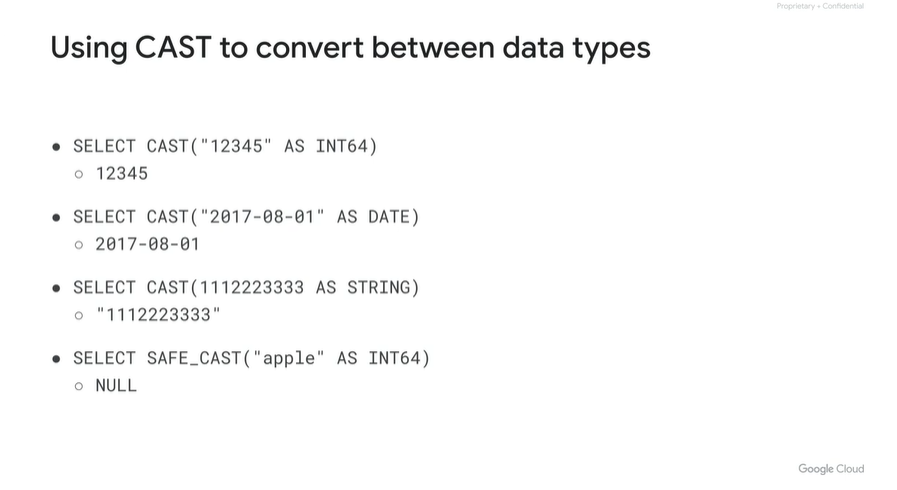 Proprietary + Confidential
Using CAST to convert between data types
● SELECT CAST("12345" AS INT64)
○ 12345
● SELECT CAST("2017-08-01" AS DATE)
○ 2017-08-01
● SELECT CAST(1112223333 AS STRING)
○ "1112223333"
● SELECT SAFE_CAST("apple" AS INT64)
○ NULL
Google Cloud